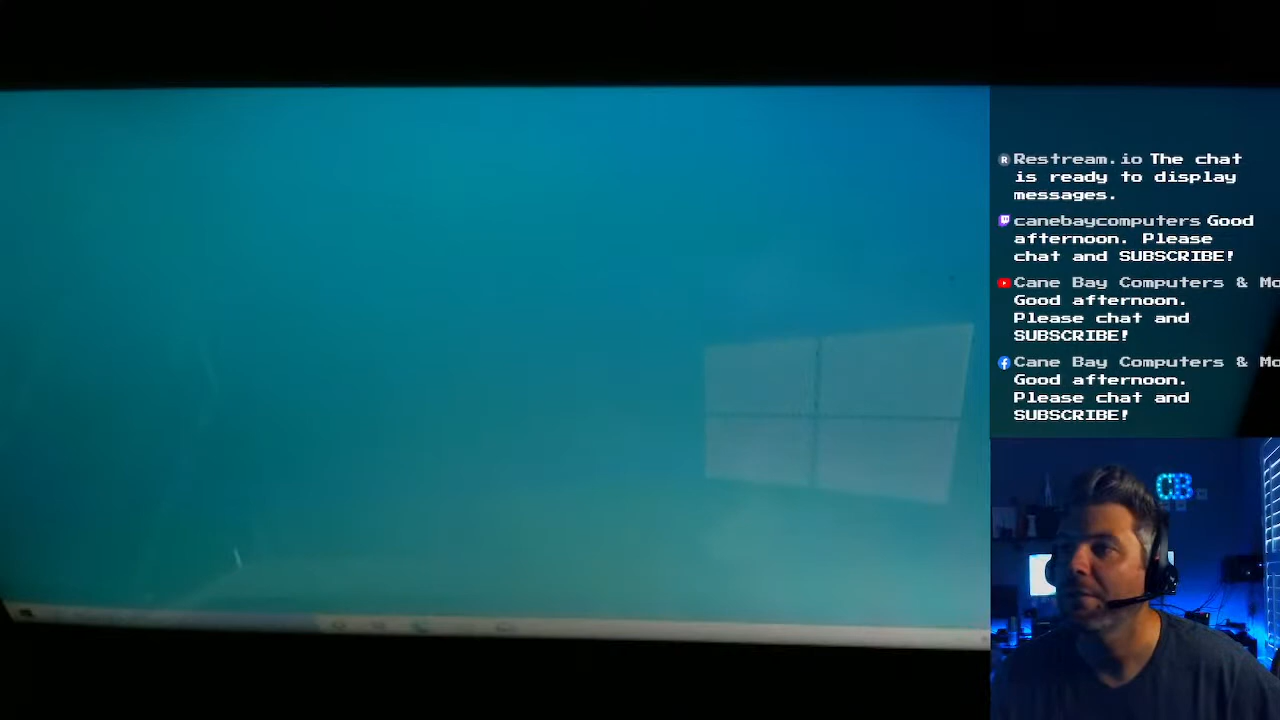 Restream.io The chat
is ready to display
messages.
canebaycomputers Good
afternoon. Please
chat and SUBSCRIBE!
Cane Bay Computers & Mo
Good afternoon.
Please chat and
SUBSCRIBE!
Cane Bay Computers & Mo
Good afternoon.
Please chat and
SUBSCRIBE!
CB